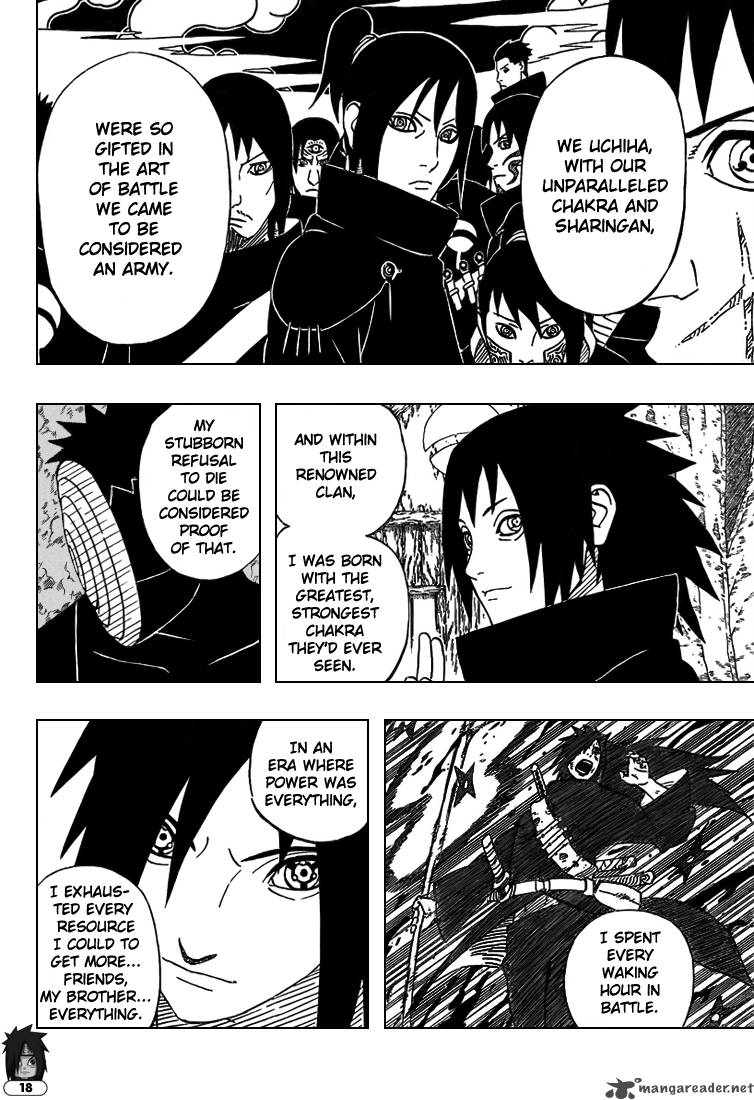 WE UCHIHA,
WITH OUR
UNPARALLELED
CHAKRA AND
SHARINGAN,
WERE SO
GIFTED IN
THE ART
OF BATTLE
WE CAME
TO BE
CONSIDERED
AN ARMY.
AND WITHIN
THIS
RENOWNED
CLAN,
I WAS BORN
WITH THE
GREATEST,
STRONGEST
CHAKRA
THEY'D EVER
SEEN.
MY
STUBBORN
REFUSAL
TO DIE
COULD BE
CONSIDERED
PROOF
OF THAT.
I SPENT
EVERY
WAKING
HOUR IN
BATTLE.
IN AN
ERA WHERE
POWER WAS
EVERYTHING,
I EXHAUS-
TED EVERY
RESOURCE
I COULD TO
GET MORE...
FRIENDS,
MY BROTHER...
EVERYTHING.
18
mangareader.net